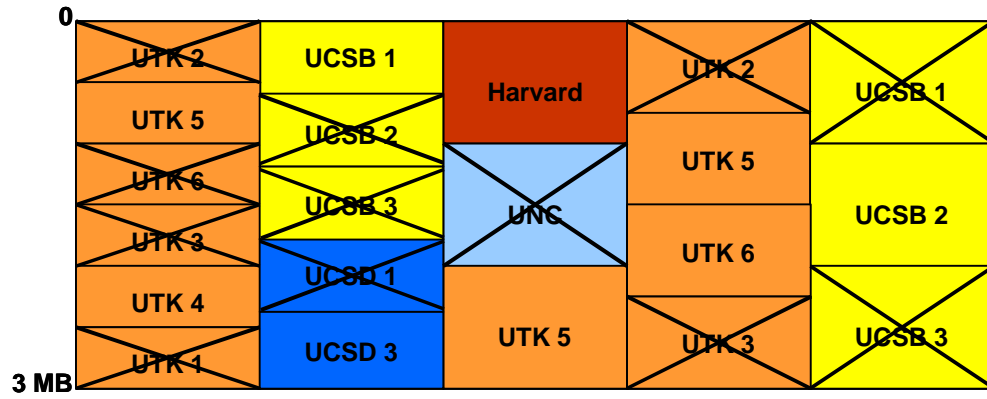 0
UTK 2
UTK 5
UTK 6
UTK 3
UTK 4
UTK 1
3 MB
UCSB 1
UCSB 2
UCSB 3
UCSD 1
UCSD 3
Harvard
UNC
UTK 5
UTK 2
UTK 5
UTK 6
UTK 3
UCSB 1
UCSB 2
UCSB 3